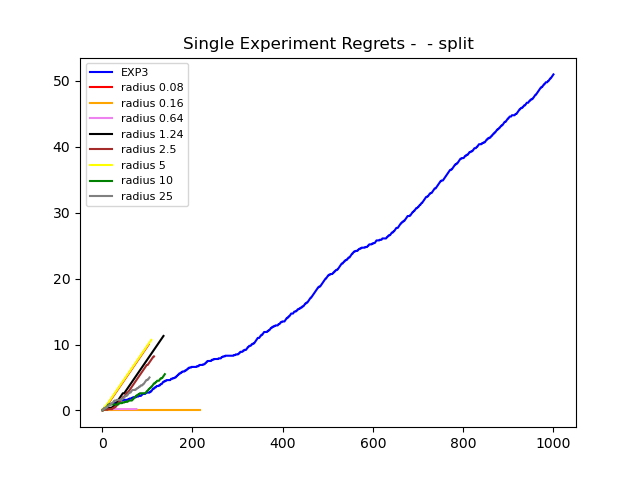 Single Experiment Regrets -  - split
EXP3
radius 0.08
radius 0.16
radius 0.64
radius 1.24
radius 2.5
radius 5
radius 10
radius 25
50
40
30
20
10
0
0 200 400 600 800 1000